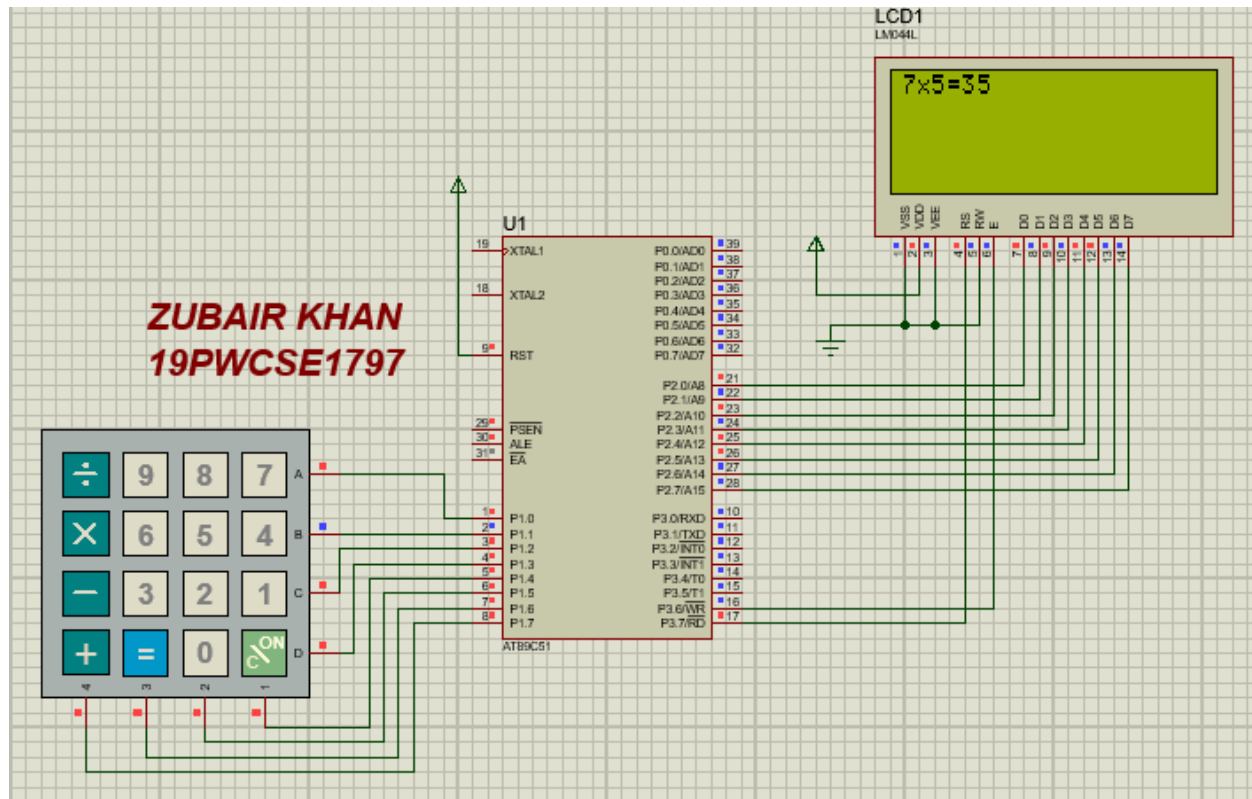 LCD1
LM044L
7x5=35
VSS
VDD
VEE
RS
RW
E
D0
D1
D2
D3
D4
D5
D6
D7
1
2
3
4
5
6
7
8
9
10
11
12
13
14
ZUBAIR KHAN
19PWCSE1797
U1
19 XTAL1
18 XTAL2
9 RST
29 PSEN
30 ALE
31 EA
1 P1.0
2 P1.1
3 P1.2
4 P1.3
5 P1.4
6 P1.5
7 P1.6
8 P1.7
P0.0/AD0 39
P0.1/AD1 38
P0.2/AD2 37
P0.3/AD3 36
P0.4/AD4 35
P0.5/AD5 34
P0.6/AD6 33
P0.7/AD7 32
P2.0/A8 21
P2.1/A9 22
P2.2/A10 23
P2.3/A11 24
P2.4/A12 25
P2.5/A13 26
P2.6/A14 27
P2.7/A15 28
P3.0/RXD 10
P3.1/TXD 11
P3.2/INT0 12
P3.3/INT1 13
P3.4/T0 14
P3.5/T1 15
P3.6/WR 16
P3.7/RD 17
AT89C51
÷ 9 8 7 A
× 6 5 4 B
− 3 2 1 C
+ = 0 ON/C D
4 3 2 1